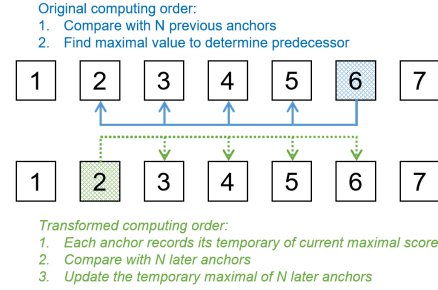 Original computing order:
1. Compare with N previous anchors
2. Find maximal value to determine predecessor
1 2 3 4 5 6 7
1 2 3 4 5 6 7
Transformed computing order:
1. Each anchor records its temporary of current maximal score
2. Compare with N later anchors
3. Update the temporary maximal of N later anchors